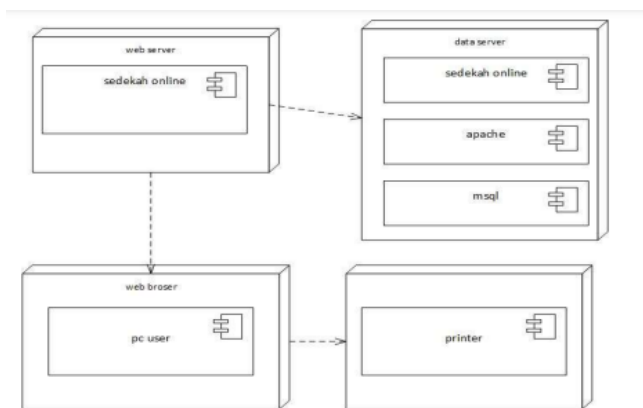 web server
sedekah online
data server
sedekah online
apache
msql
web broser
pc user
printer